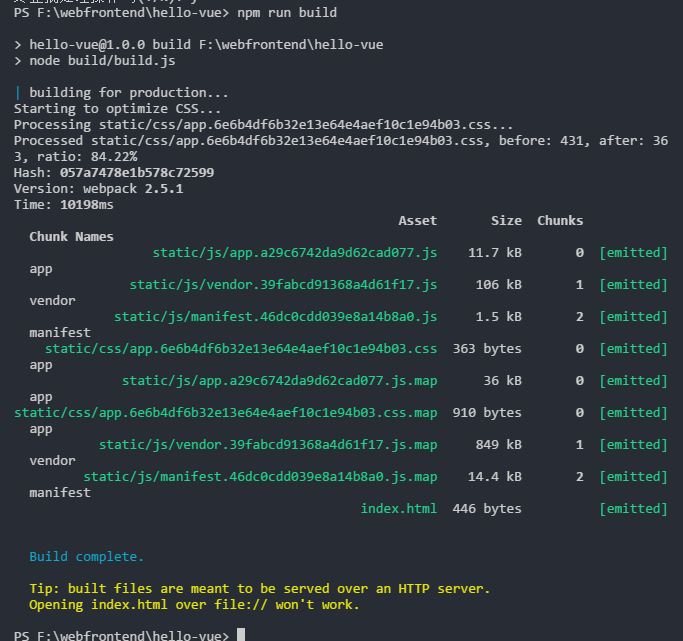 PS F:\webfrontend\hello-vue> npm run build
> hello-vue@1.0.0 build F:\webfrontend\hello-vue
> node build/build.js
| building for production...
Starting to optimize CSS...
Processing static/css/app.6e6b4df6b32e13e64e4aef10c1e94b03.css...
Processed static/css/app.6e6b4df6b32e13e64e4aef10c1e94b03.css, before: 431, after: 36
3, ratio: 84.22%
Hash: 057a7478e1b578c72599
Version: webpack 2.5.1
Time: 10198ms
Asset Size Chunks
Chunk Names
static/js/app.a29c6742da9d62cad077.js 11.7 kB 0 [emitted]
app
static/js/vendor.39fabcd91368a4d61f17.js 106 kB 1 [emitted]
vendor
static/js/manifest.46dc0cdd039e8a14b8a0.js 1.5 kB 2 [emitted]
manifest
static/css/app.6e6b4df6b32e13e64e4aef10c1e94b03.css 363 bytes 0 [emitted]
app
static/js/app.a29c6742da9d62cad077.js.map 36 kB 0 [emitted]
app
static/css/app.6e6b4df6b32e13e64e4aef10c1e94b03.css.map 910 bytes 0 [emitted]
app
static/js/vendor.39fabcd91368a4d61f17.js.map 849 kB 1 [emitted]
vendor
static/js/manifest.46dc0cdd039e8a14b8a0.js.map 14.4 kB 2 [emitted]
manifest
index.html 446 bytes [emitted]
Build complete.
Tip: built files are meant to be served over an HTTP server.
Opening index.html over file:// won't work.
PS F:\webfrontend\hello-vue>